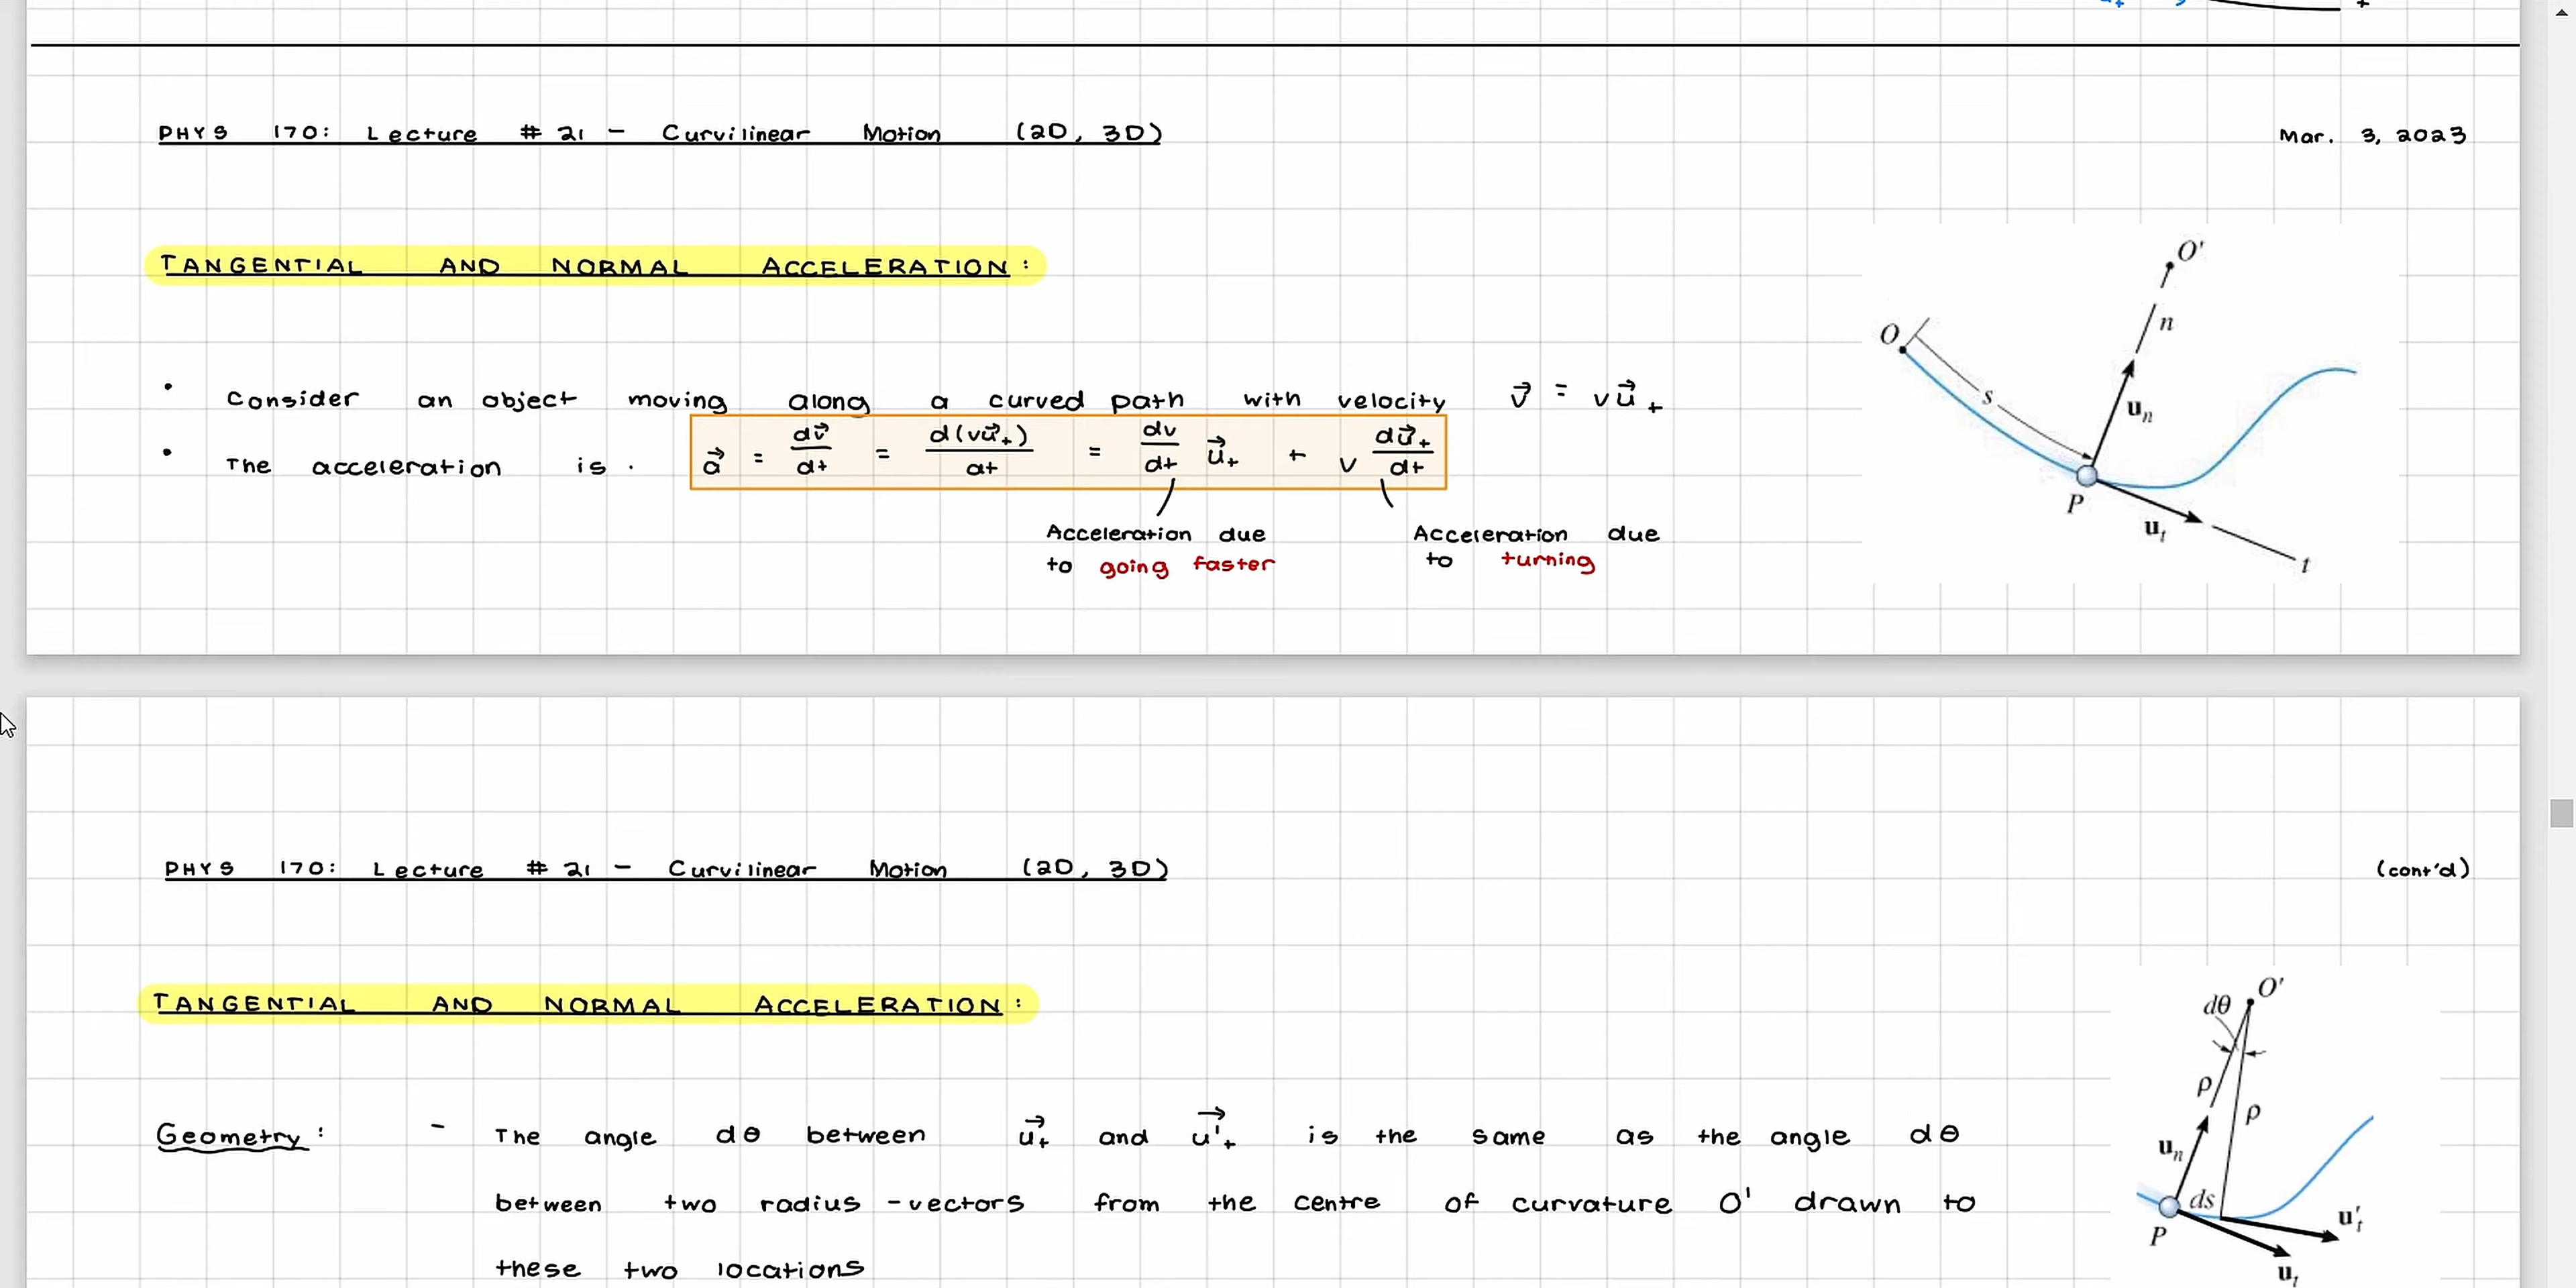 PHYS 170: Lecture # 21 - Curvilinear Motion (2D, 3D)
Mar. 3, 2023
TANGENTIAL AND NORMAL ACCELERATION:
O'
n
O
s
uₙ
P
uₜ
t
• Consider an object moving along a curved path with velocity v⃗ = vu⃗ₜ
• The acceleration is · a⃗ = dv⃗/dt = d(vu⃗ₜ)/dt = dv/dt u⃗ₜ + v du⃗ₜ/dt
Acceleration due
to going faster
Acceleration due
to turning
PHYS 170: Lecture # 21 - Curvilinear Motion (2D, 3D)
(cont'd)
TANGENTIAL AND NORMAL ACCELERATION:
Geometry: - The angle dθ between u⃗ₜ and u⃗'ₜ is the same as the angle dθ
between two radius-vectors from the centre of curvature O' drawn to
these two locations
O'
dθ
ρ
ρ
uₙ
ds
P
u'ₜ
uₜ